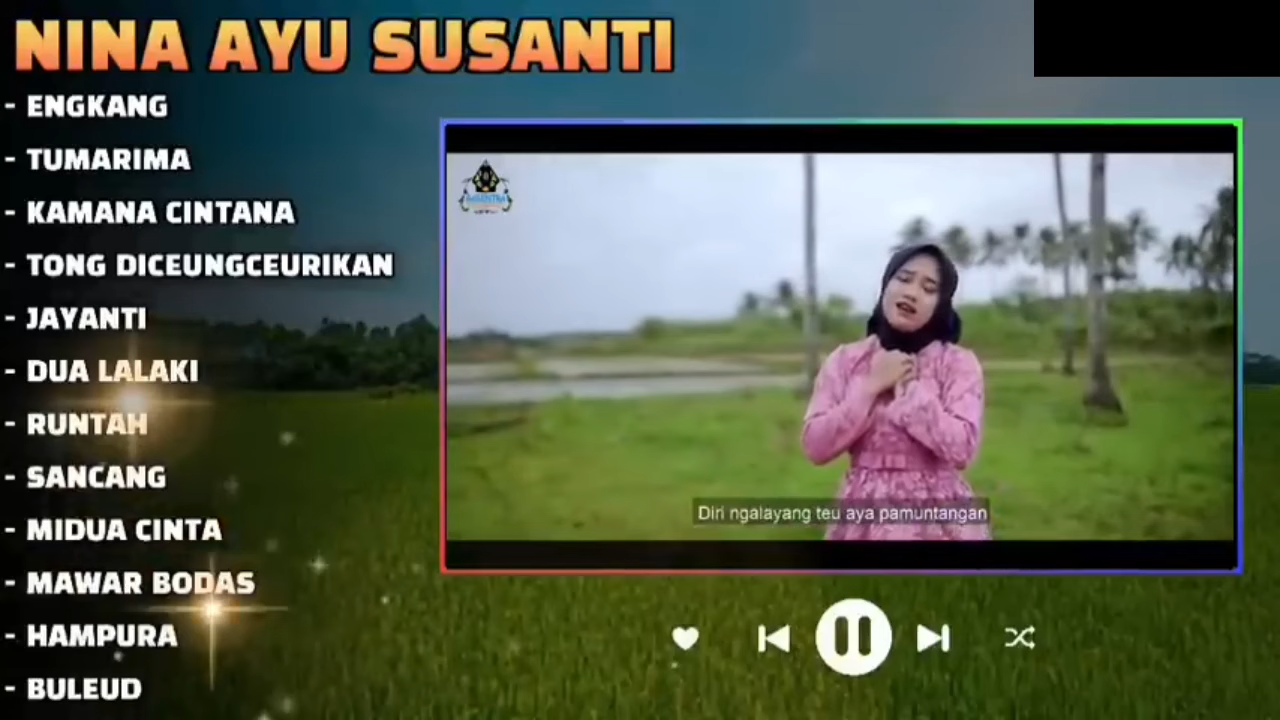 NINA AYU SUSANTI
- ENGKANG
- TUMARIMA
- KAMANA CINTANA
- TONG DICEUNGCEURIKAN
- JAYANTI
- DUA LALAKI
- RUNTAH
- SANCANG
- MIDUA CINTA
- MAWAR BODAS
- HAMPURA
- BULEUD
Diri ngalayang teu aya pamuntangan